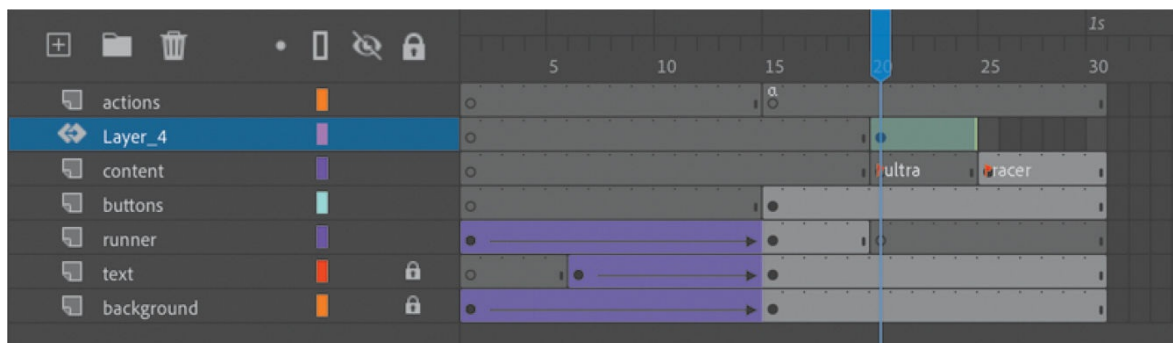 1s
5 10 15 20 25 30
actions a
Layer_4
content ultra racer
buttons
runner
text
background